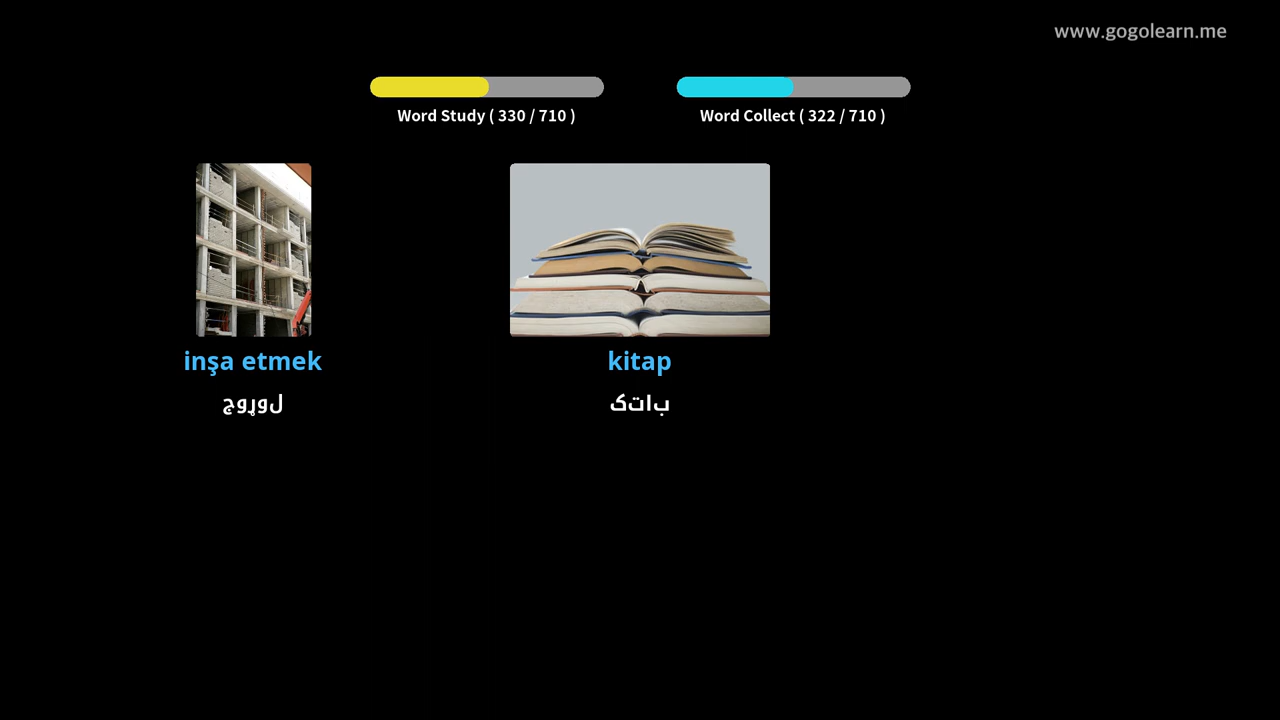 www.gogolearn.me
Word Study ( 330 / 710 )
Word Collect ( 322 / 710 )
inşa etmek
لوړوج
kitap
باتک